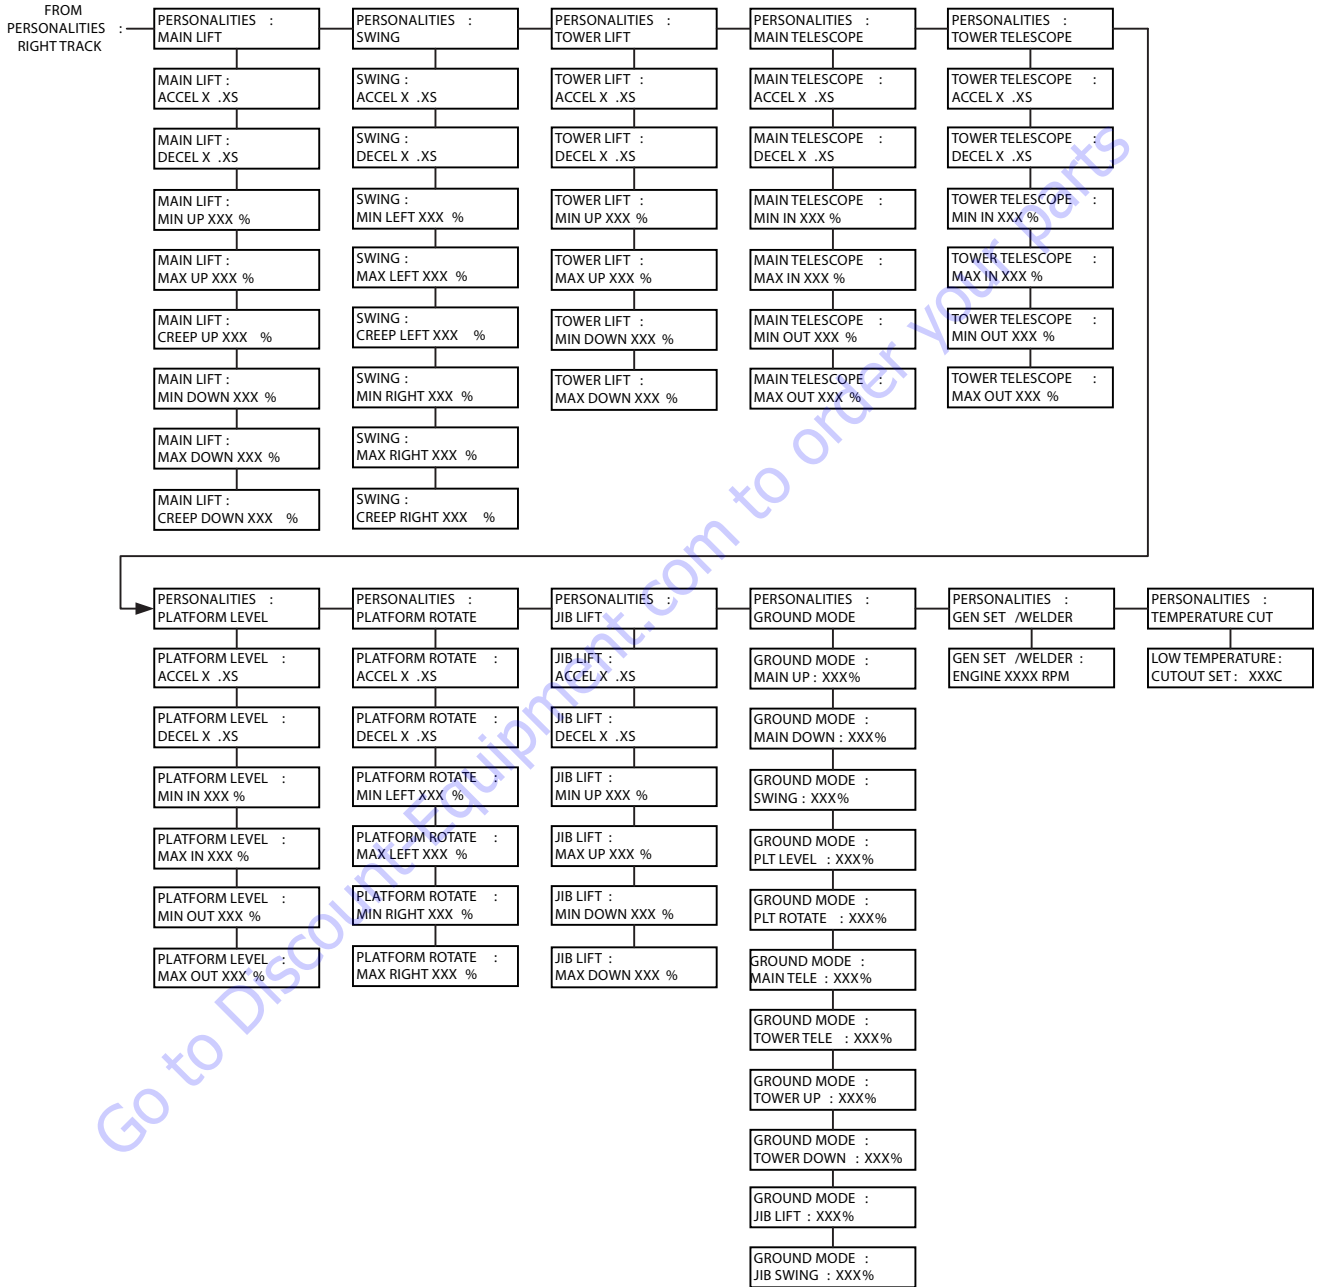 FROM
PERSONALITIES :
RIGHT TRACK
PERSONALITIES :
MAIN LIFT
MAIN LIFT :
ACCEL X .XS
MAIN LIFT :
DECEL X .XS
MAIN LIFT :
MIN UP XXX %
MAIN LIFT :
MAX UP XXX %
MAIN LIFT :
CREEP UP XXX %
MAIN LIFT :
MIN DOWN XXX %
MAIN LIFT :
MAX DOWN XXX %
MAIN LIFT :
CREEP DOWN XXX %
PERSONALITIES :
SWING
SWING :
ACCEL X .XS
SWING :
DECEL X .XS
SWING :
MIN LEFT XXX %
SWING :
MAX LEFT XXX %
SWING :
CREEP LEFT XXX %
SWING :
MIN RIGHT XXX %
SWING :
MAX RIGHT XXX %
SWING :
CREEP RIGHT XXX %
PERSONALITIES :
TOWER LIFT
TOWER LIFT :
ACCEL X .XS
TOWER LIFT :
DECEL X .XS
TOWER LIFT :
MIN UP XXX %
TOWER LIFT :
MAX UP XXX %
TOWER LIFT :
MIN DOWN XXX %
TOWER LIFT :
MAX DOWN XXX %
PERSONALITIES :
MAIN TELESCOPE
MAIN TELESCOPE :
ACCEL X .XS
MAIN TELESCOPE :
DECEL X .XS
MAIN TELESCOPE :
MIN IN XXX %
MAIN TELESCOPE :
MAX IN XXX %
MAIN TELESCOPE :
MIN OUT XXX %
MAIN TELESCOPE :
MAX OUT XXX %
PERSONALITIES :
TOWER TELESCOPE
TOWER TELESCOPE :
ACCEL X .XS
TOWER TELESCOPE :
DECEL X .XS
TOWER TELESCOPE :
MIN IN XXX %
TOWER TELESCOPE :
MAX IN XXX %
TOWER TELESCOPE :
MIN OUT XXX %
TOWER TELESCOPE :
MAX OUT XXX %
PERSONALITIES :
PLATFORM LEVEL
PLATFORM LEVEL :
ACCEL X .XS
PLATFORM LEVEL :
DECEL X .XS
PLATFORM LEVEL :
MIN IN XXX %
PLATFORM LEVEL :
MAX IN XXX %
PLATFORM LEVEL :
MIN OUT XXX %
PLATFORM LEVEL :
MAX OUT XXX %
PERSONALITIES :
PLATFORM ROTATE
PLATFORM ROTATE :
ACCEL X .XS
PLATFORM ROTATE :
DECEL X .XS
PLATFORM ROTATE :
MIN LEFT XXX %
PLATFORM ROTATE :
MAX LEFT XXX %
PLATFORM ROTATE :
MIN RIGHT XXX %
PLATFORM ROTATE :
MAX RIGHT XXX %
PERSONALITIES :
JIB LIFT
JIB LIFT :
ACCEL X .XS
JIB LIFT :
DECEL X .XS
JIB LIFT :
MIN UP XXX %
JIB LIFT :
MAX UP XXX %
JIB LIFT :
MIN DOWN XXX %
JIB LIFT :
MAX DOWN XXX %
PERSONALITIES :
GROUND MODE
GROUND MODE :
MAIN UP : XXX%
GROUND MODE :
MAIN DOWN : XXX%
GROUND MODE :
SWING : XXX%
GROUND MODE :
PLT LEVEL : XXX%
GROUND MODE :
PLT ROTATE : XXX%
GROUND MODE :
MAIN TELE : XXX%
GROUND MODE :
TOWER TELE : XXX%
GROUND MODE :
TOWER UP : XXX%
GROUND MODE :
TOWER DOWN : XXX%
GROUND MODE :
JIB LIFT : XXX%
GROUND MODE :
JIB SWING : XXX%
PERSONALITIES :
GEN SET /WELDER
GEN SET /WELDER :
ENGINE XXXX RPM
PERSONALITIES :
TEMPERATURE CUT
LOW TEMPERATURE :
CUTOUT SET : XXXC
Go to Discount-Equipment.com to order your parts